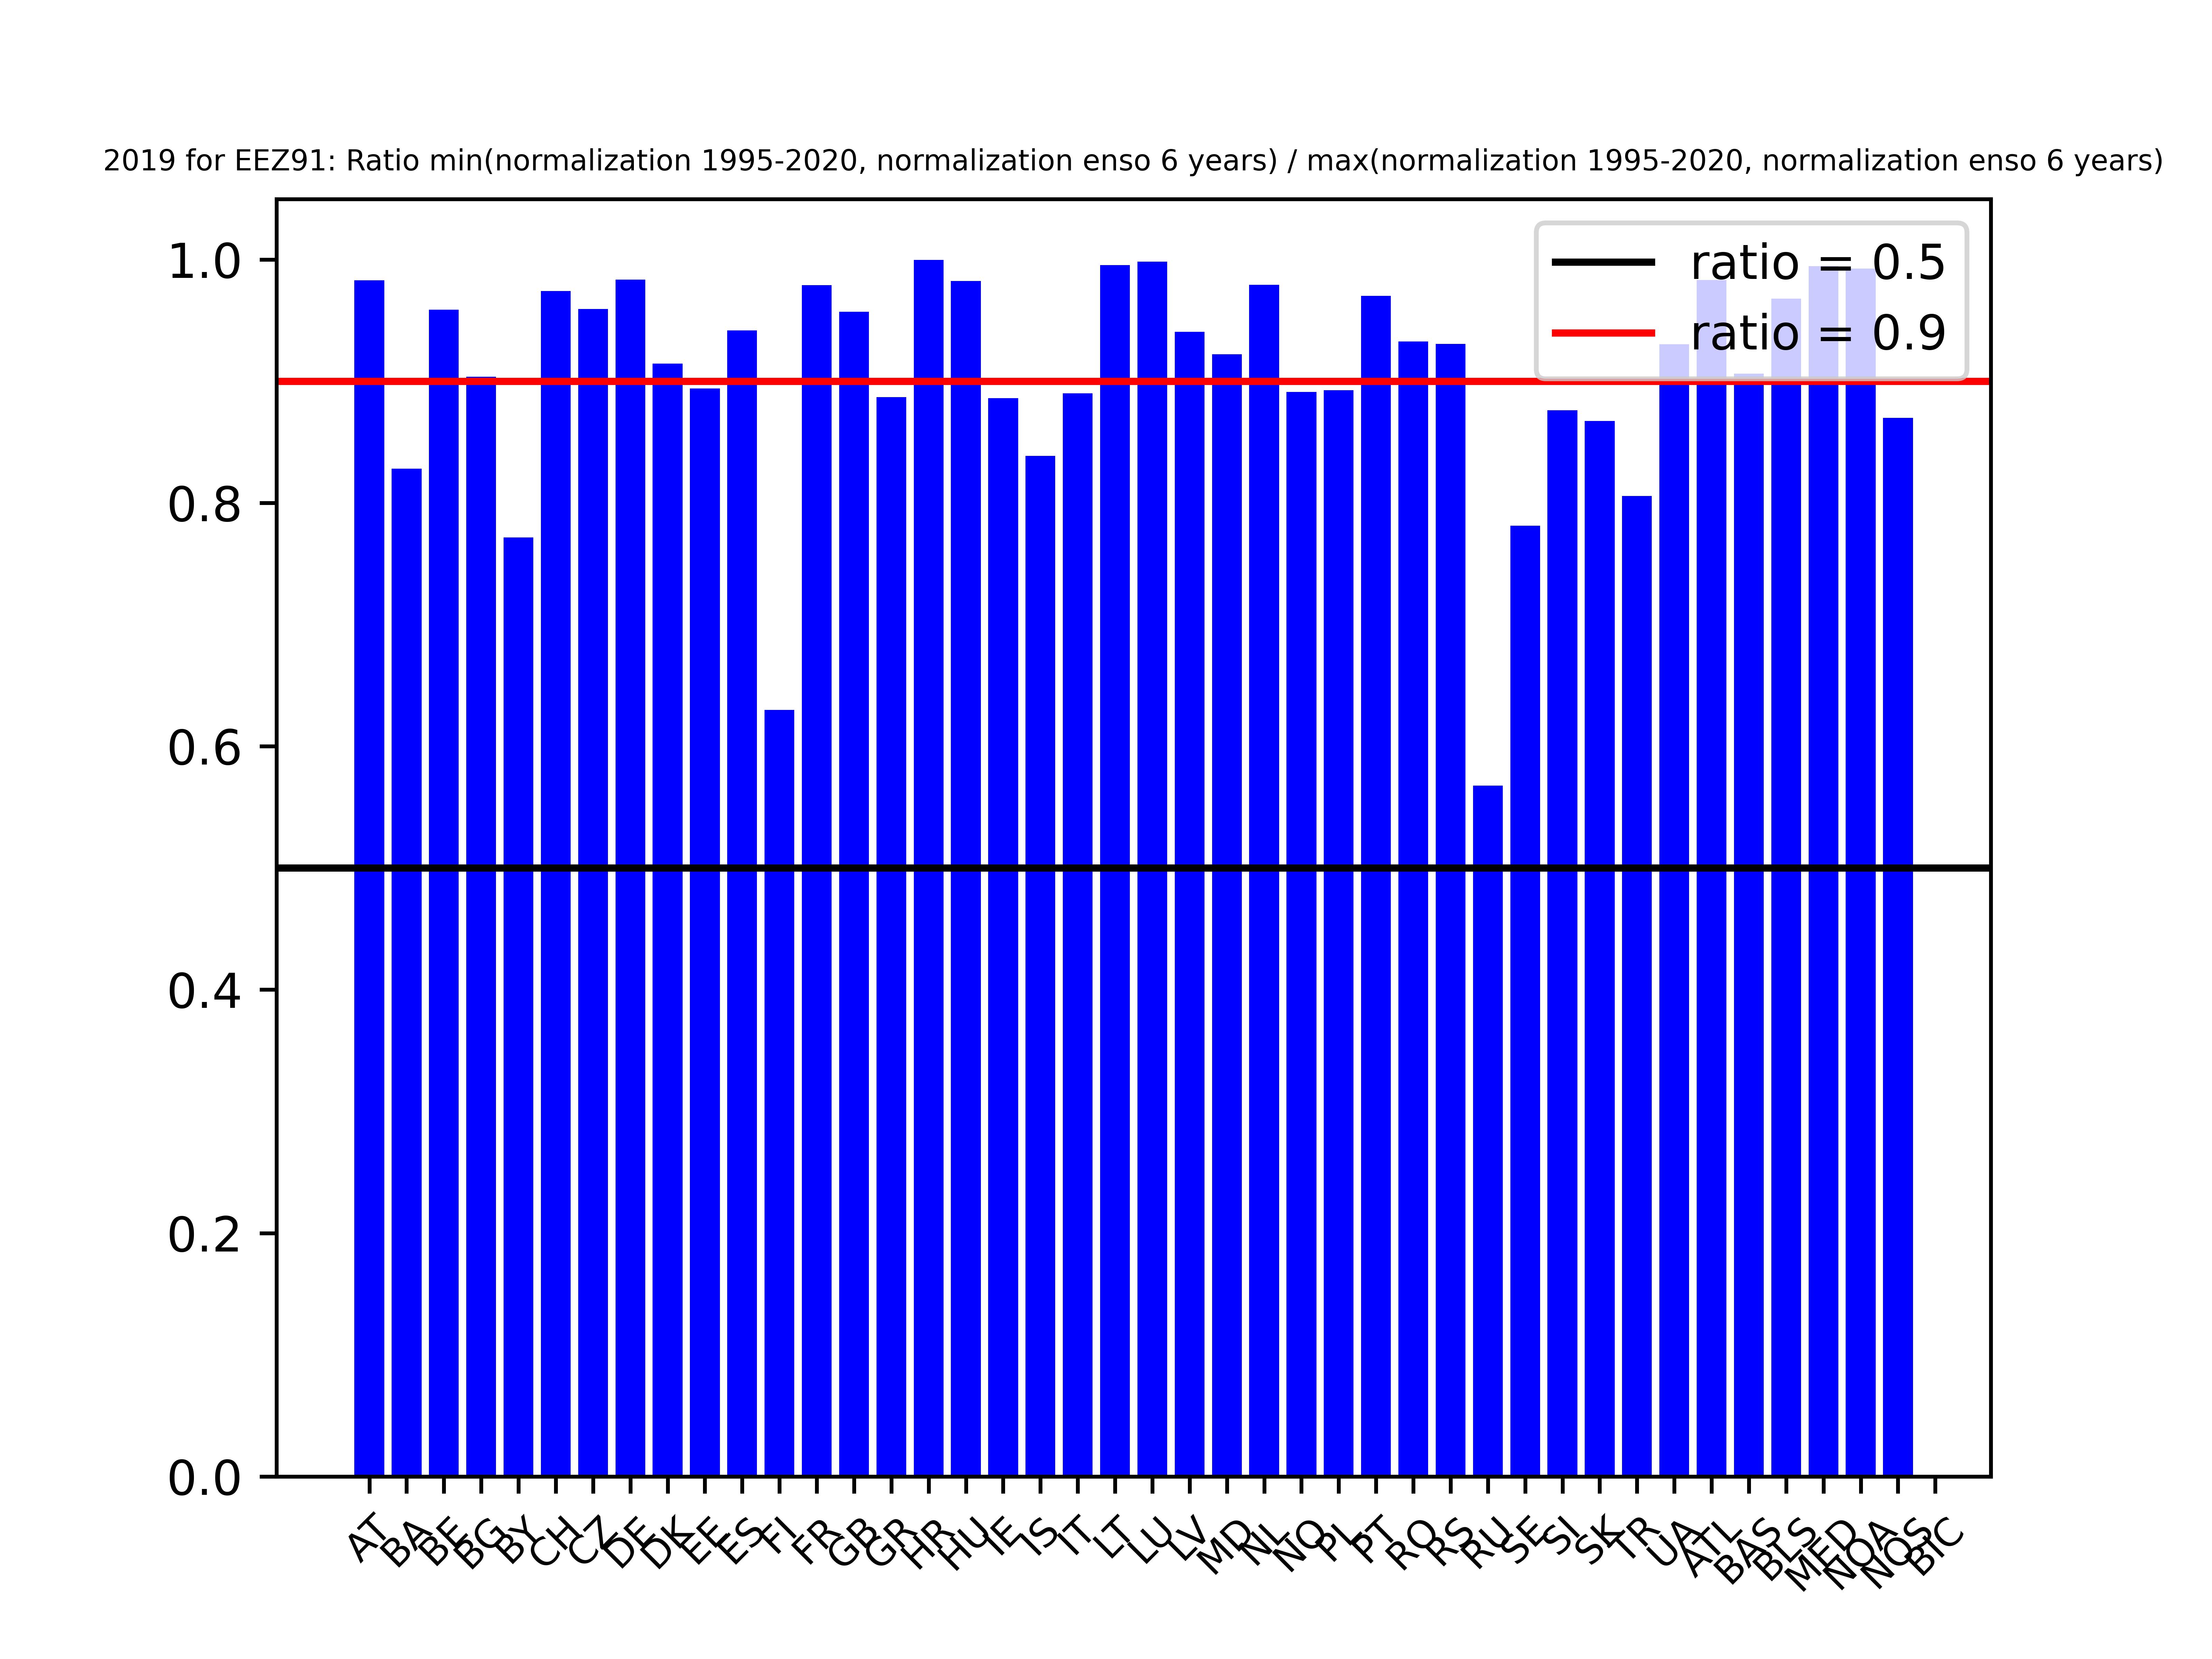 2019 for EEZ91: Ratio min(normalization 1995-2020, normalization enso 6 years) / max(normalization 1995-2020, normalization enso 6 years)
ratio = 0.5
ratio = 0.9
1.0
0.8
0.6
0.4
0.2
0.0
AT
BA
BE
BG
BY
CH
CZ
DE
DK
EE
ES
FI
FR
GB
GR
HR
HU
IE
IS
IT
LT
LU
LV
MD
NL
NO
PL
PT
RO
RS
RU
SE
SI
SK
TR
UA
ATL
BAS
BLS
MED
NOA
NOS
BIC